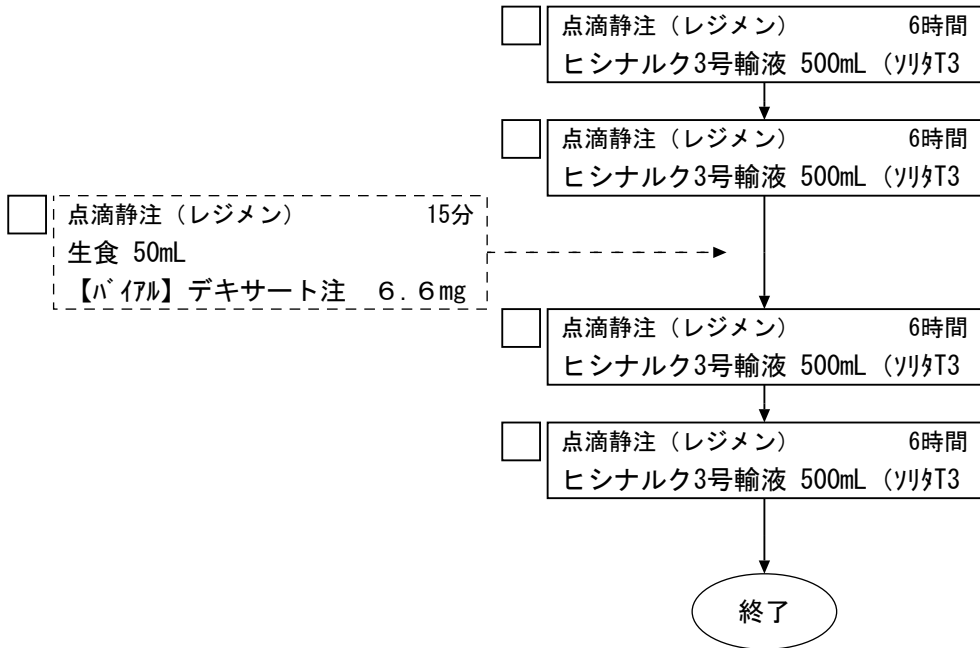 点滴静注（レジメン） 6時間
ヒシナルク3号輸液 500mL（ｿﾘﾀT3
点滴静注（レジメン） 6時間
ヒシナルク3号輸液 500mL（ｿﾘﾀT3
点滴静注（レジメン） 15分
生食 50mL
【ﾊﾞｲｱﾙ】デキサート注　６．６mg
点滴静注（レジメン） 6時間
ヒシナルク3号輸液 500mL（ｿﾘﾀT3
点滴静注（レジメン） 6時間
ヒシナルク3号輸液 500mL（ｿﾘﾀT3
終了